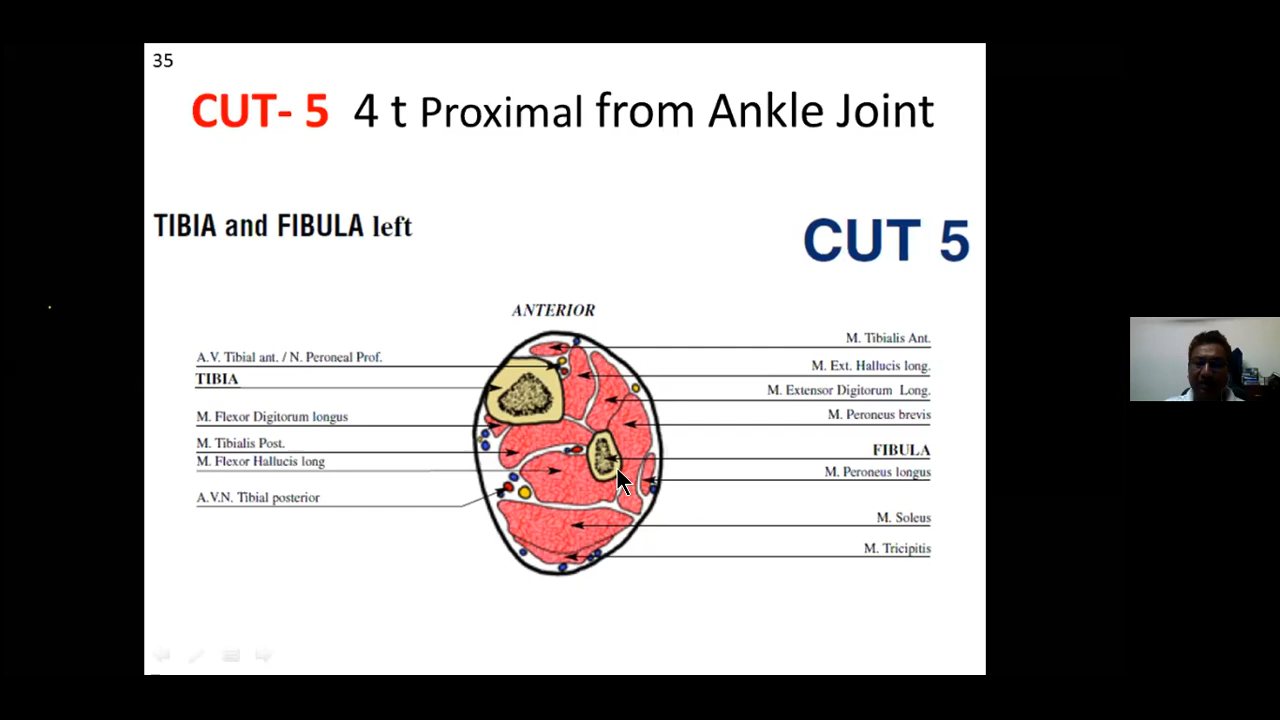 35
CUT- 5 4 t Proximal from Ankle Joint
TIBIA and FIBULA left
CUT 5
ANTERIOR
A.V. Tibial ant. / N. Peroneal Prof.
TIBIA
M. Flexor Digitorum longus
M. Tibialis Post.
M. Flexor Hallucis long
A.V.N. Tibial posterior
M. Tibialis Ant.
M. Ext. Hallucis long.
M. Extensor Digitorum Long.
M. Peroneus brevis
FIBULA
M. Peroneus longus
M. Soleus
M. Tricipitis